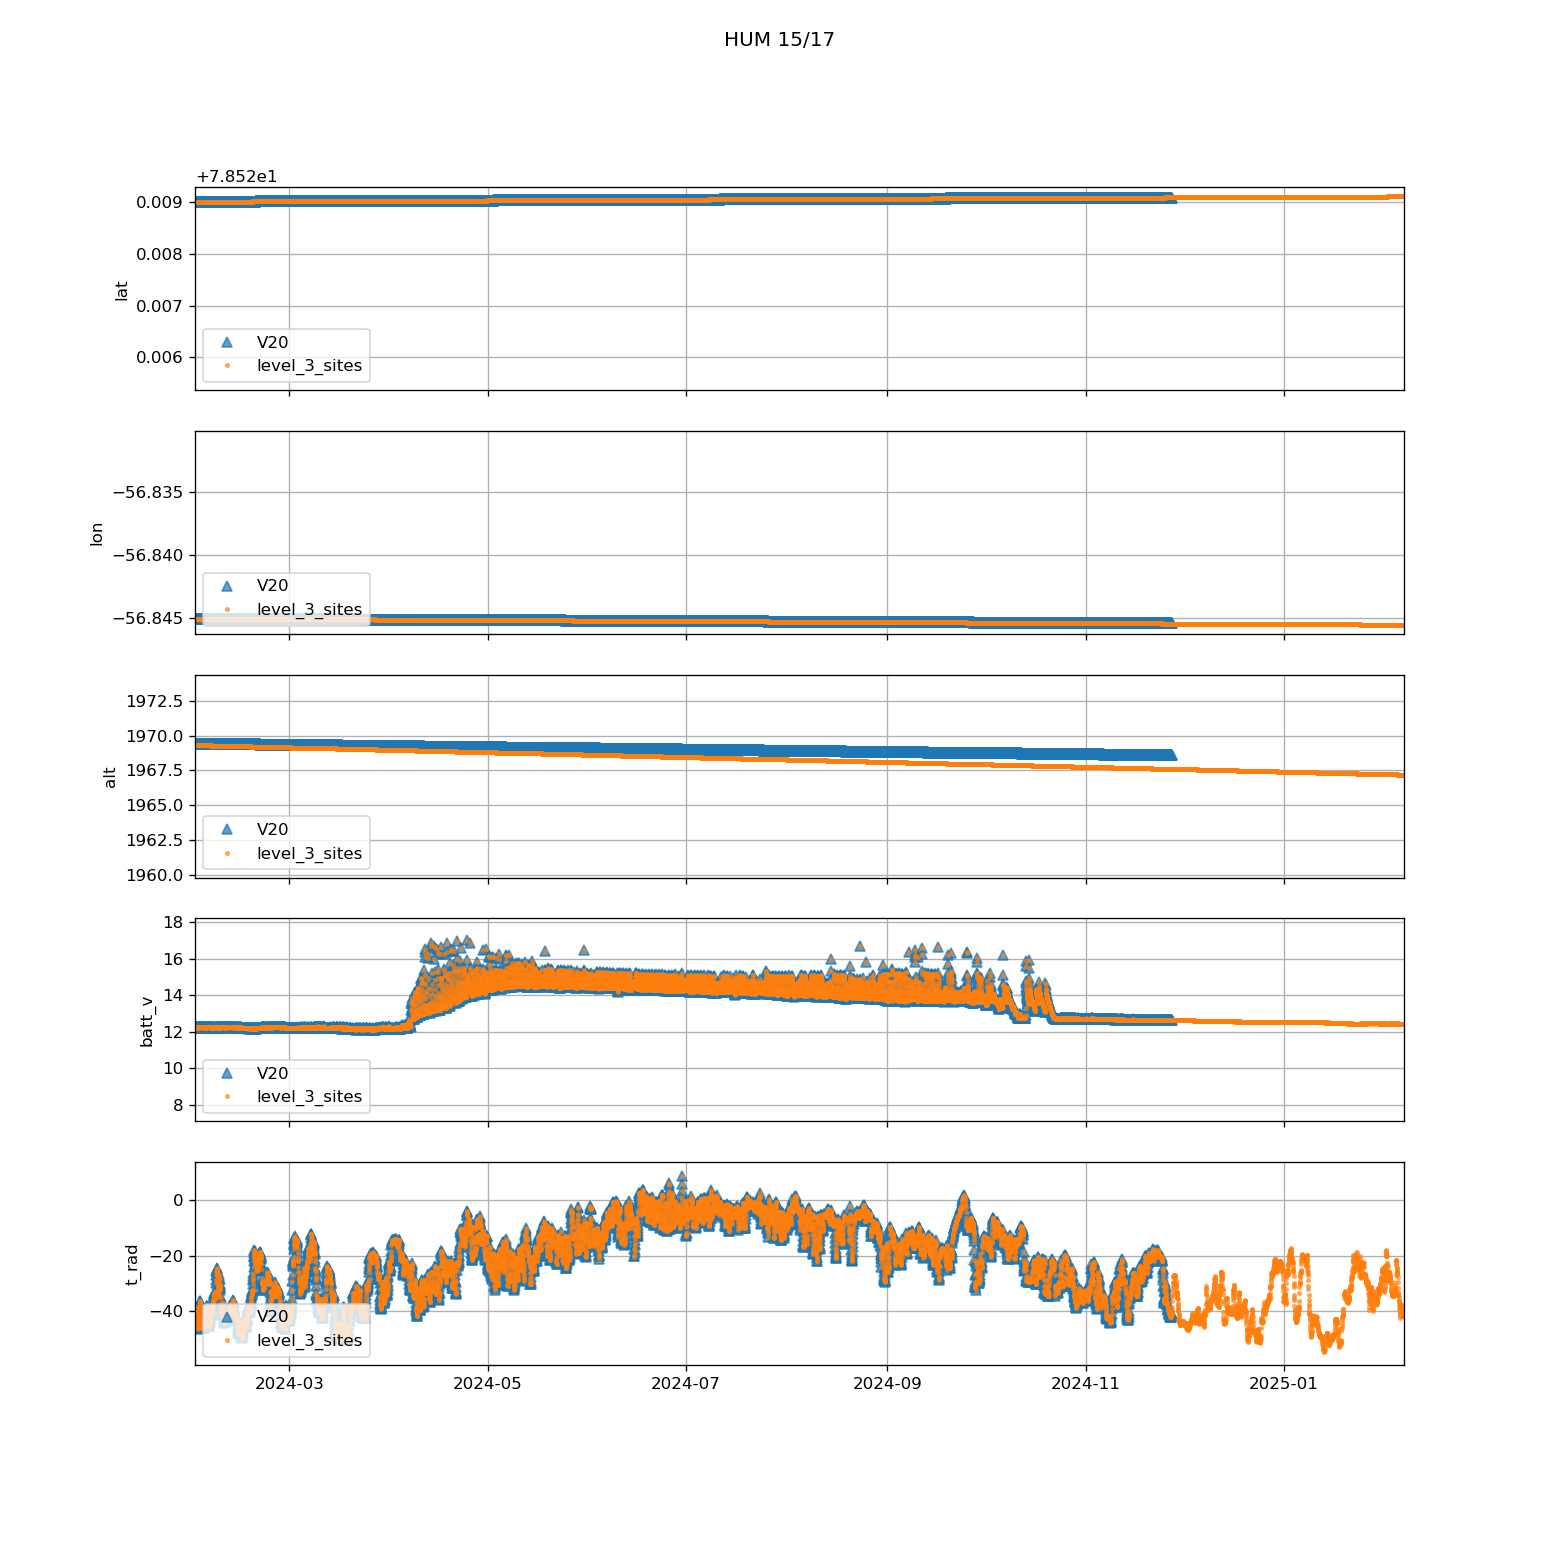 HUM 15/17
+7.852e1
0.009
0.008
0.007
0.006
lat
V20
level_3_sites
−56.835
−56.840
−56.845
lon
V20
level_3_sites
1972.5
1970.0
1967.5
1965.0
1962.5
1960.0
alt
V20
level_3_sites
18
16
14
12
10
8
batt_v
V20
level_3_sites
0
−20
−40
t_rad
V20
level_3_sites
2024-03 2024-05 2024-07 2024-09 2024-11 2025-01